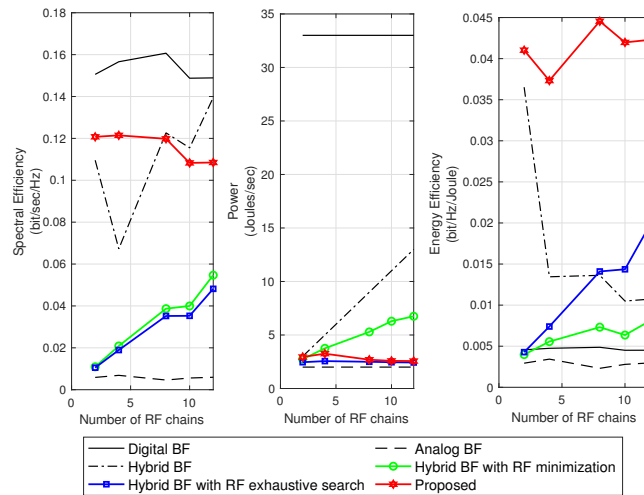 0.18
0.16
0.14
0.12
0.1
0.08
0.06
0.04
0.02
0
0
5
10
Spectral Efficiency
(bit/sec/Hz)
Number of RF chains
35
30
25
20
15
10
5
0
0
5
10
Power
(Joules/sec)
Number of RF chains
0.045
0.04
0.035
0.03
0.025
0.02
0.015
0.01
0.005
0
0
5
10
Energy Efficiency
(bit/Hz/Joule)
Number of RF chains
Digital BF
Hybrid BF
Hybrid BF with RF exhaustive search
Analog BF
Hybrid BF with RF minimization
Proposed